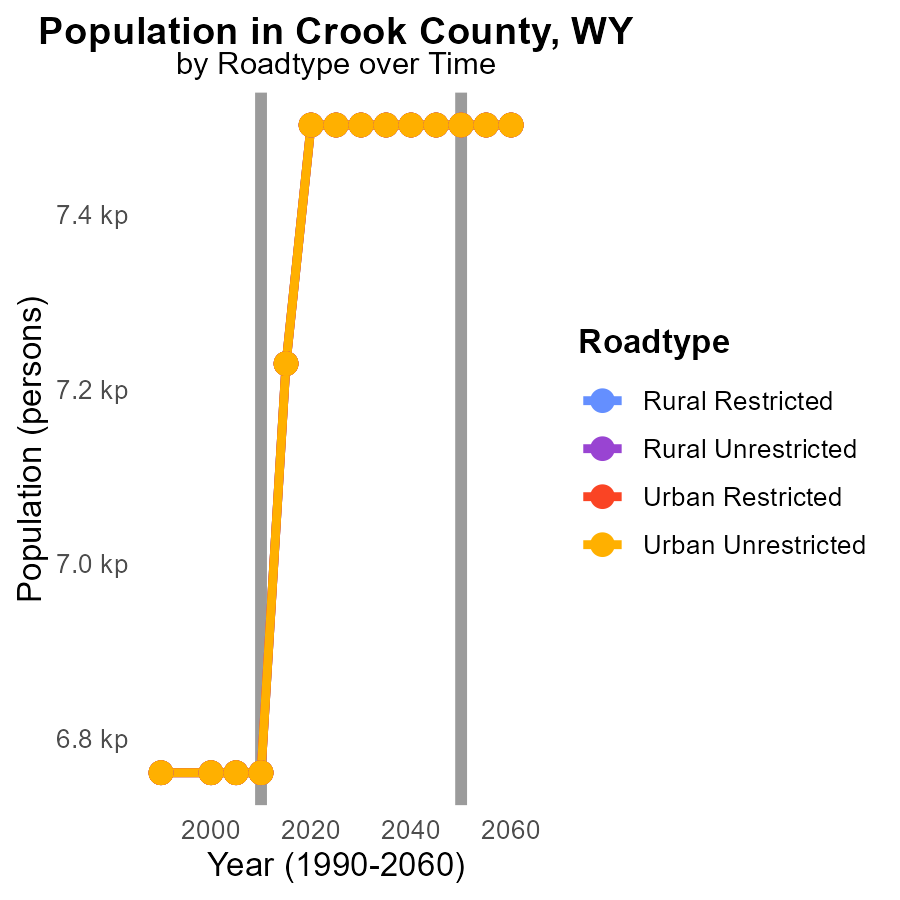 Population in Crook County, WY
by Roadtype over Time
7.4 kp
7.2 kp
7.0 kp
6.8 kp
Population (persons)
2000 2020 2040 2060
Year (1990-2060)
Roadtype
Rural Restricted
Rural Unrestricted
Urban Restricted
Urban Unrestricted